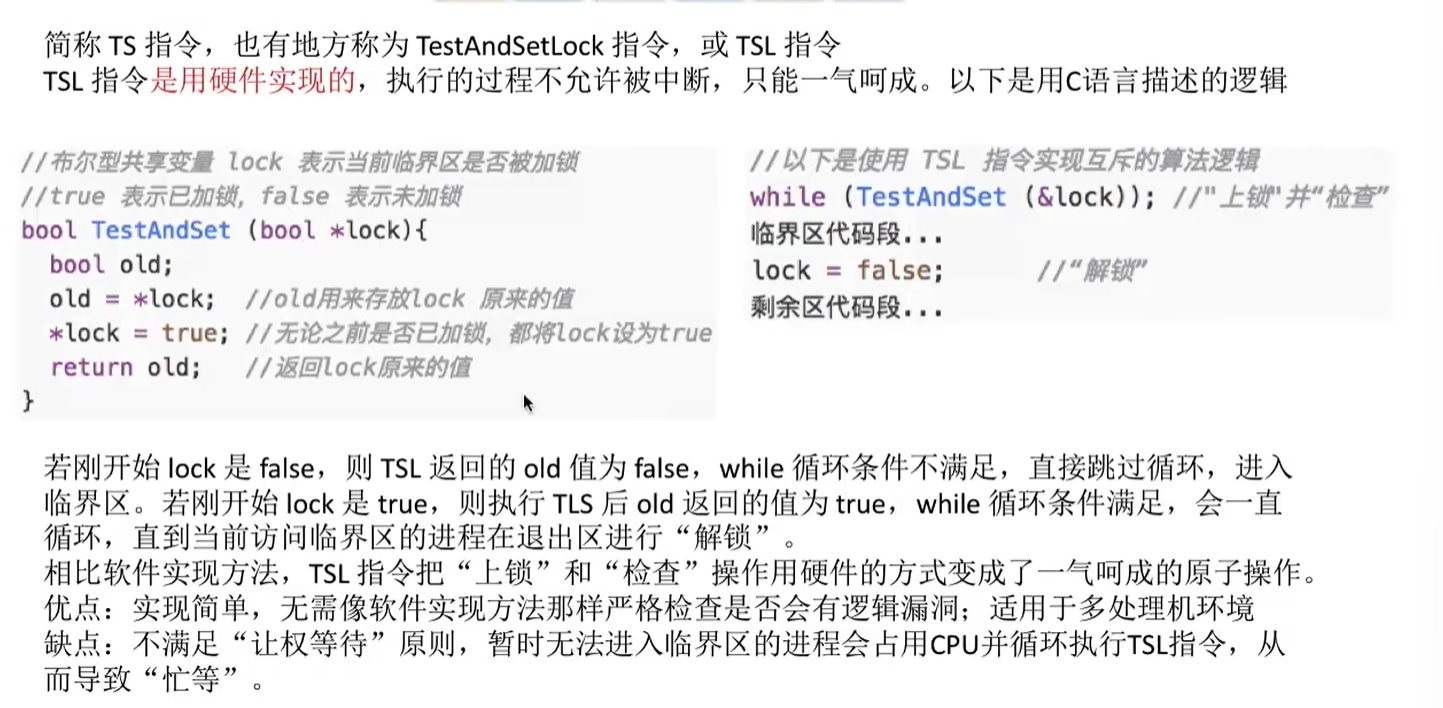 简称 TS 指令，也有地方称为 TestAndSetLock 指令，或 TSL 指令
TSL 指令是用硬件实现的，执行的过程不允许被中断，只能一气呵成。以下是用C语言描述的逻辑
//布尔型共享变量 lock 表示当前临界区是否被加锁
//true 表示已加锁，false 表示未加锁
bool TestAndSet (bool *lock){
bool old;
old = *lock; //old用来存放lock 原来的值
*lock = true; //无论之前是否已加锁，都将lock设为true
return old; //返回lock原来的值
}
//以下是使用 TSL 指令实现互斥的算法逻辑
while (TestAndSet (&lock)); //"上锁"并“检查”
临界区代码段...
lock = false; //“解锁”
剩余区代码段...
若刚开始 lock 是 false，则 TSL 返回的 old 值为 false，while 循环条件不满足，直接跳过循环，进入
临界区。若刚开始 lock 是 true，则执行 TLS 后 old 返回的值为 true，while 循环条件满足，会一直
循环，直到当前访问临界区的进程在退出区进行“解锁”。
相比软件实现方法，TSL 指令把“上锁”和“检查”操作用硬件的方式变成了一气呵成的原子操作。
优点：实现简单，无需像软件实现方法那样严格检查是否会有逻辑漏洞；适用于多处理机环境
缺点：不满足“让权等待”原则，暂时无法进入临界区的进程会占用CPU并循环执行TSL指令，从
而导致“忙等”。